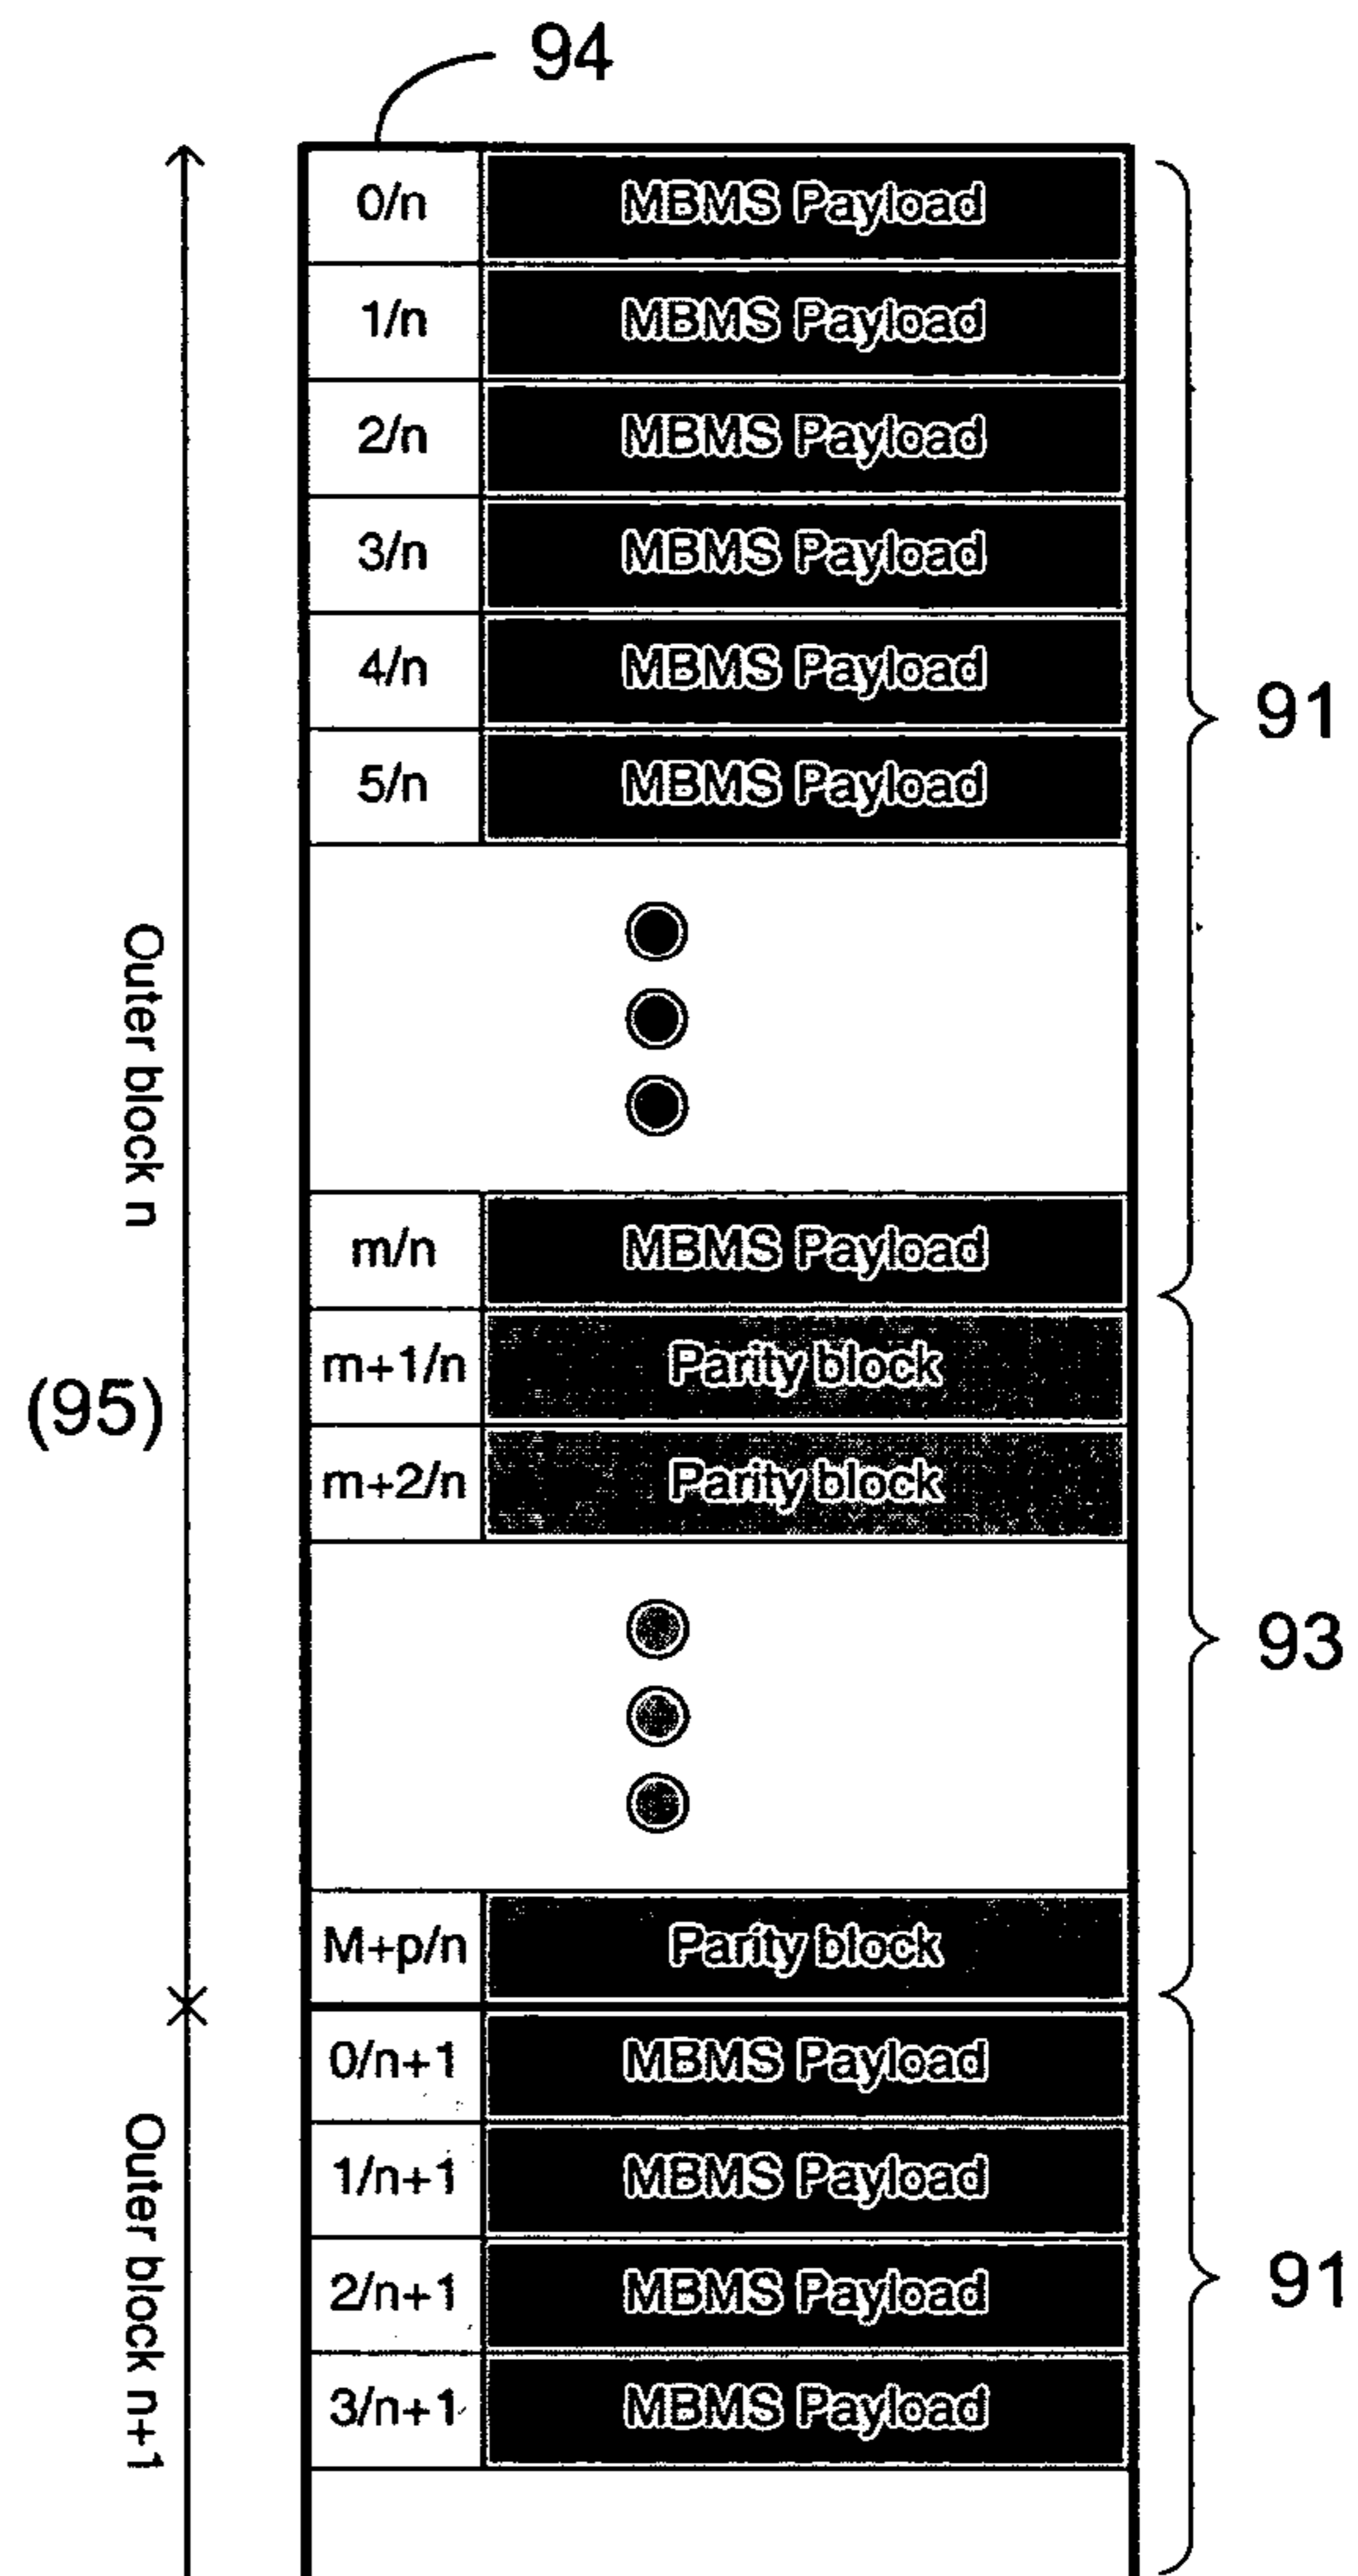 94
0/n MBMS Payload
1/n MBMS Payload
2/n MBMS Payload
3/n MBMS Payload
4/n MBMS Payload
5/n MBMS Payload
91
Outer block n
(95)
m/n MBMS Payload
m+1/n Parity block
m+2/n Parity block
93
M+p/n Parity block
0/n+1 MBMS Payload
1/n+1 MBMS Payload
2/n+1 MBMS Payload
3/n+1 MBMS Payload
91
Outer block n+1